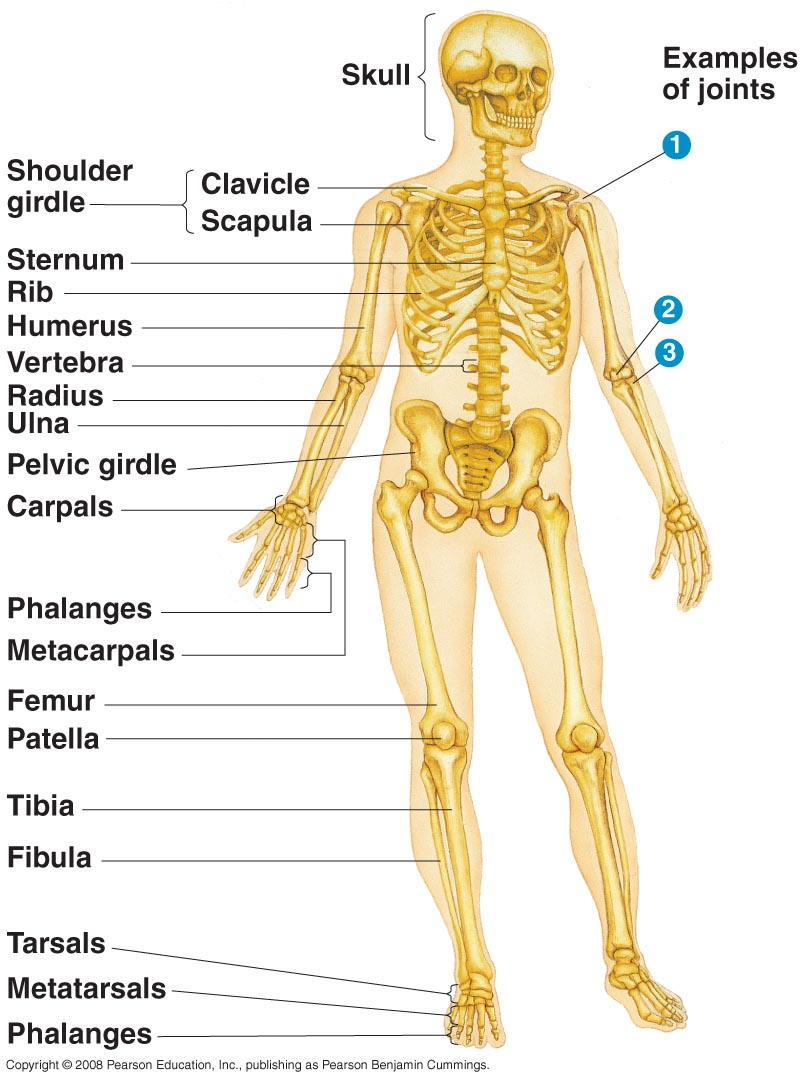 Skull
Examples
of joints
1
Shoulder
girdle
Clavicle
Scapula
Sternum
Rib
Humerus
2
Vertebra
3
Radius
Ulna
Pelvic girdle
Carpals
Phalanges
Metacarpals
Femur
Patella
Tibia
Fibula
Tarsals
Metatarsals
Phalanges
Copyright © 2008 Pearson Education, Inc., publishing as Pearson Benjamin Cummings.